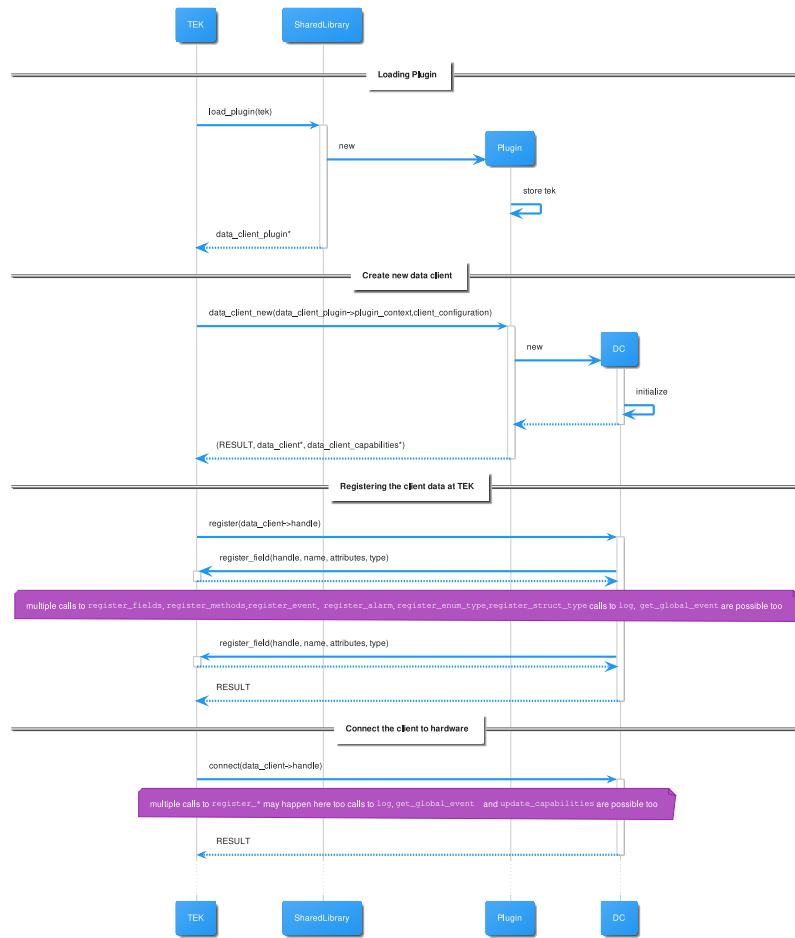 TEK SharedLibrary
Loading Plugin
load_plugin(tek)
new
Plugin
store tek
data_client_plugin*
Create new data client
data_client_new(data_client_plugin->plugin_context,client_configuration)
new
DC
initialize
(RESULT, data_client*, data_client_capabilities*)
Registering the client data at TEK
register(data_client->handle)
register_field(handle, name, attributes, type)
multiple calls to register_fields, register_methods,register_event, register_alarm, register_enum_type,register_struct_type calls to log, get_global_event are possible too
register_field(handle, name, attributes, type)
RESULT
Connect the client to hardware
connect(data_client->handle)
multiple calls to register_* may happen here too calls to log, get_global_event and update_capabilities are possible too
RESULT
TEK SharedLibrary Plugin DC